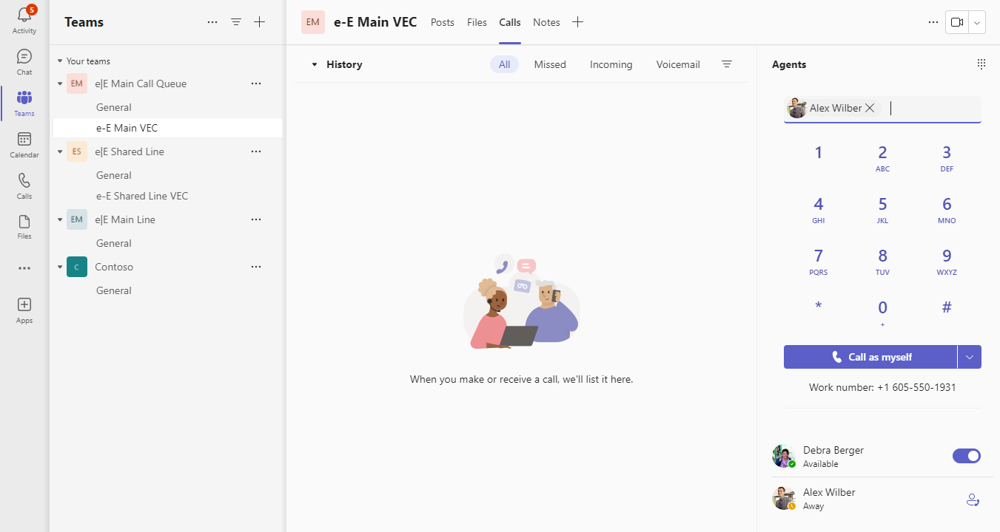 5
Activity
Chat
Teams
Calendar
Calls
Files
Apps
Teams
Your teams
EM e|E Main Call Queue
General
e-E Main VEC
ES e|E Shared Line
General
e-E Shared Line VEC
EM e|E Main Line
General
C Contoso
General
EM e-E Main VEC Posts Files Calls Notes
History All Missed Incoming Voicemail
When you make or receive a call, we'll list it here.
Agents
Alex Wilber
1 2 3
ABC DEF
4 5 6
GHI JKL MNO
7 8 9
PQRS TUV WXYZ
* 0 #
+
Call as myself
Work number: +1 605-550-1931
Debra Berger
Available
Alex Wilber
Away